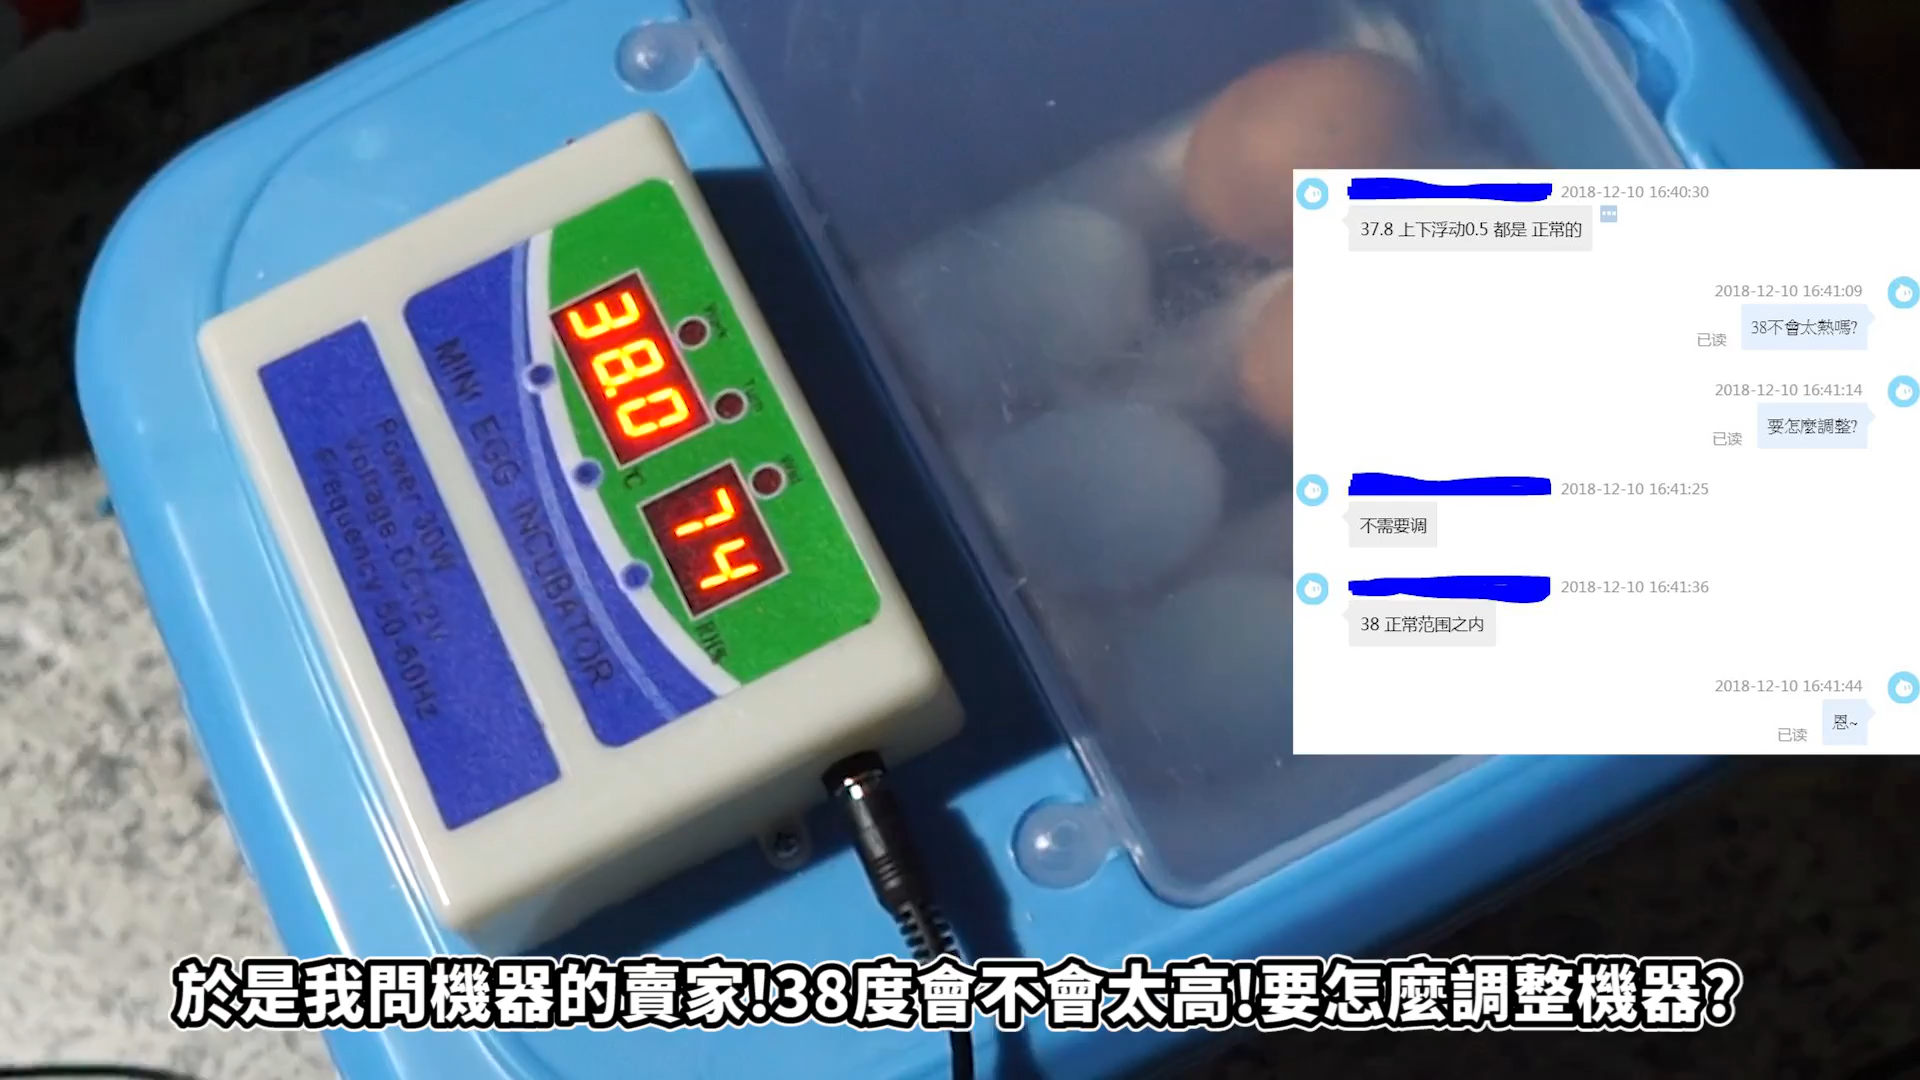 MINI EGG INCUBATOR
Power 30W
Voltage DC12V
Frequency 50-60Hz
38.0
℃
74
RH%
2018-12-10 16:40:30
37.8 上下浮动0.5 都是 正常的
2018-12-10 16:41:09
38不會太熱嗎?
已读
2018-12-10 16:41:14
要怎麼調整?
已读
2018-12-10 16:41:25
不需要调
2018-12-10 16:41:36
38 正常范围之内
2018-12-10 16:41:44
恩~
已读
於是我問機器的賣家!38度會不會太高!要怎麼調整機器?